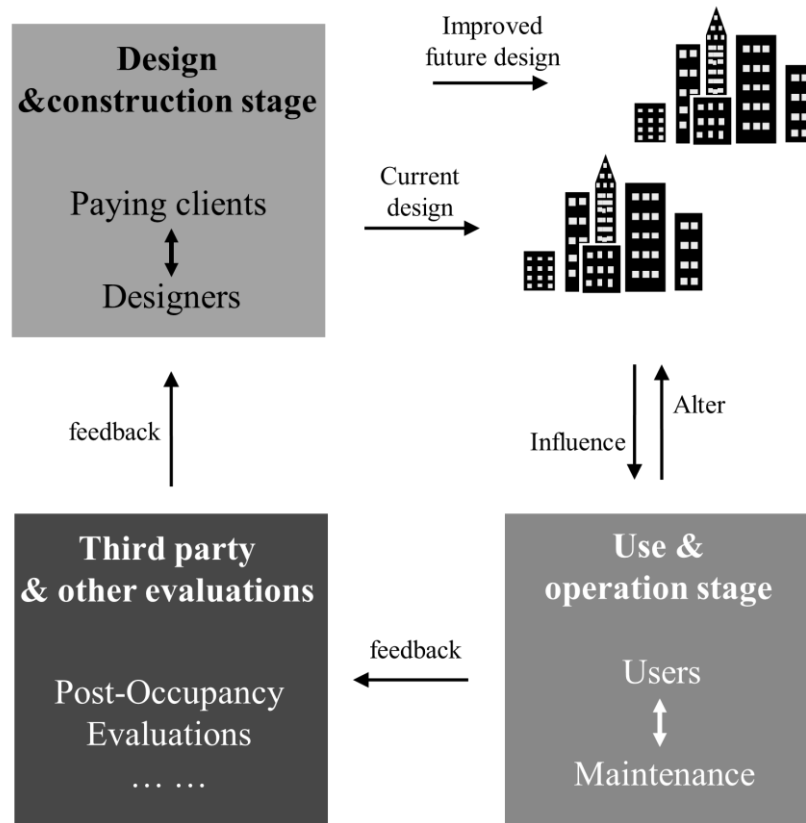 Design
&construction stage
Paying clients
Designers
Improved
future design
Current
design
feedback
Influence
Alter
Third party
& other evaluations
Post-Occupancy
Evaluations
… …
feedback
Use &
operation stage
Users
Maintenance